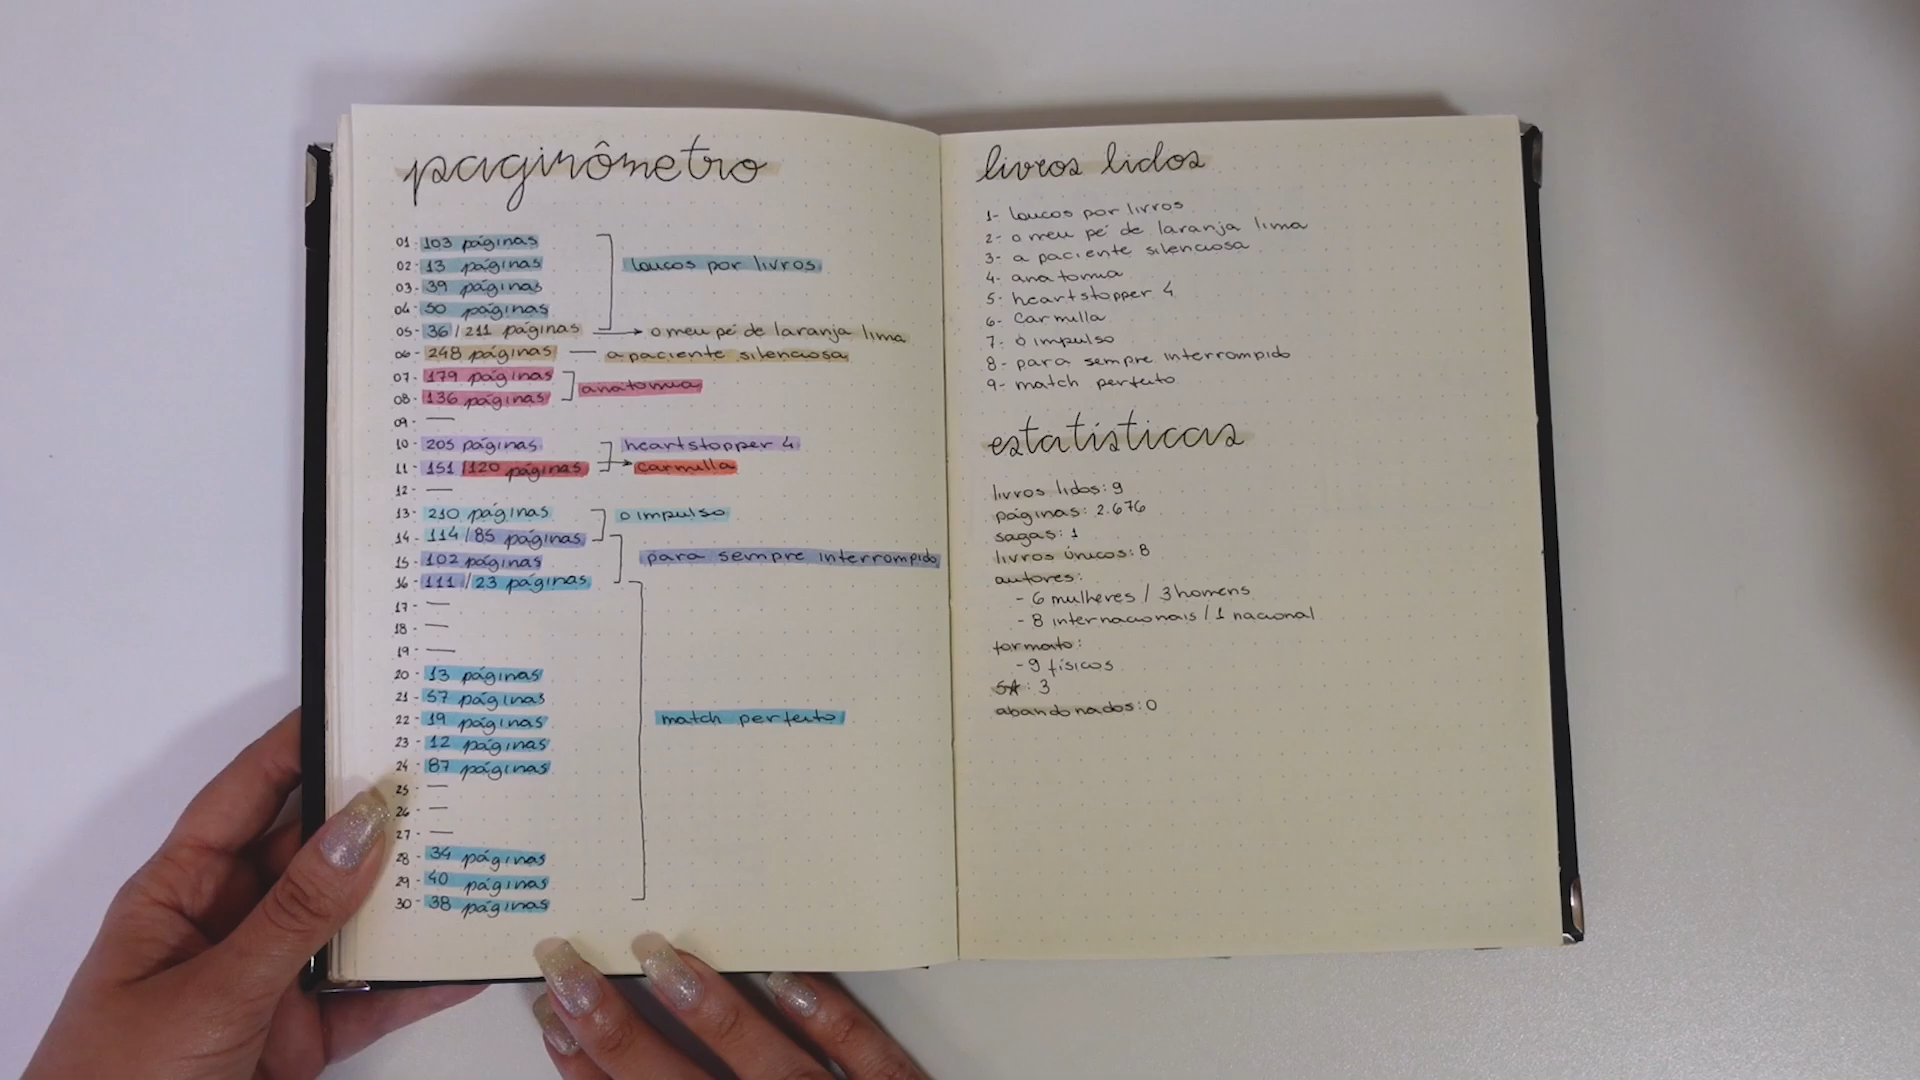 paginômetro
01- 103 páginas
02- 13 páginas
loucos por livros
03- 39 páginas
04- 50 páginas
05- 36/211 páginas → o meu pé de laranja lima
06- 248 páginas — a paciente silenciosa
07- 179 páginas
anatomia
08- 136 páginas
09- —
10- 205 páginas
heartstopper 4
11- 151/120 páginas → carmilla
12- —
13- 210 páginas
o impulso
14- 114/85 páginas
15- 102 páginas
para sempre interrompido
16- 111/23 páginas
17- —
18- —
19- —
20- 13 páginas
21- 57 páginas
22- 19 páginas
match perfeito
23- 12 páginas
24- 87 páginas
25- —
26- —
27- —
28- 34 páginas
29- 40 páginas
30- 38 páginas
livros lidos
1- loucos por livros
2- o meu pé de laranja lima
3- a paciente silenciosa
4- anatomia
5- heartstopper 4
6- Carmilla
7- o impulso
8- para sempre interrompido
9- match perfeito
estatísticas
livros lidos: 9
páginas: 2.676
sagas: 1
livros únicos: 8
autores:
- 6 mulheres / 3 homens
- 8 internacionais / 1 nacional
formato:
- 9 físicos
5★: 3
abandonados: 0